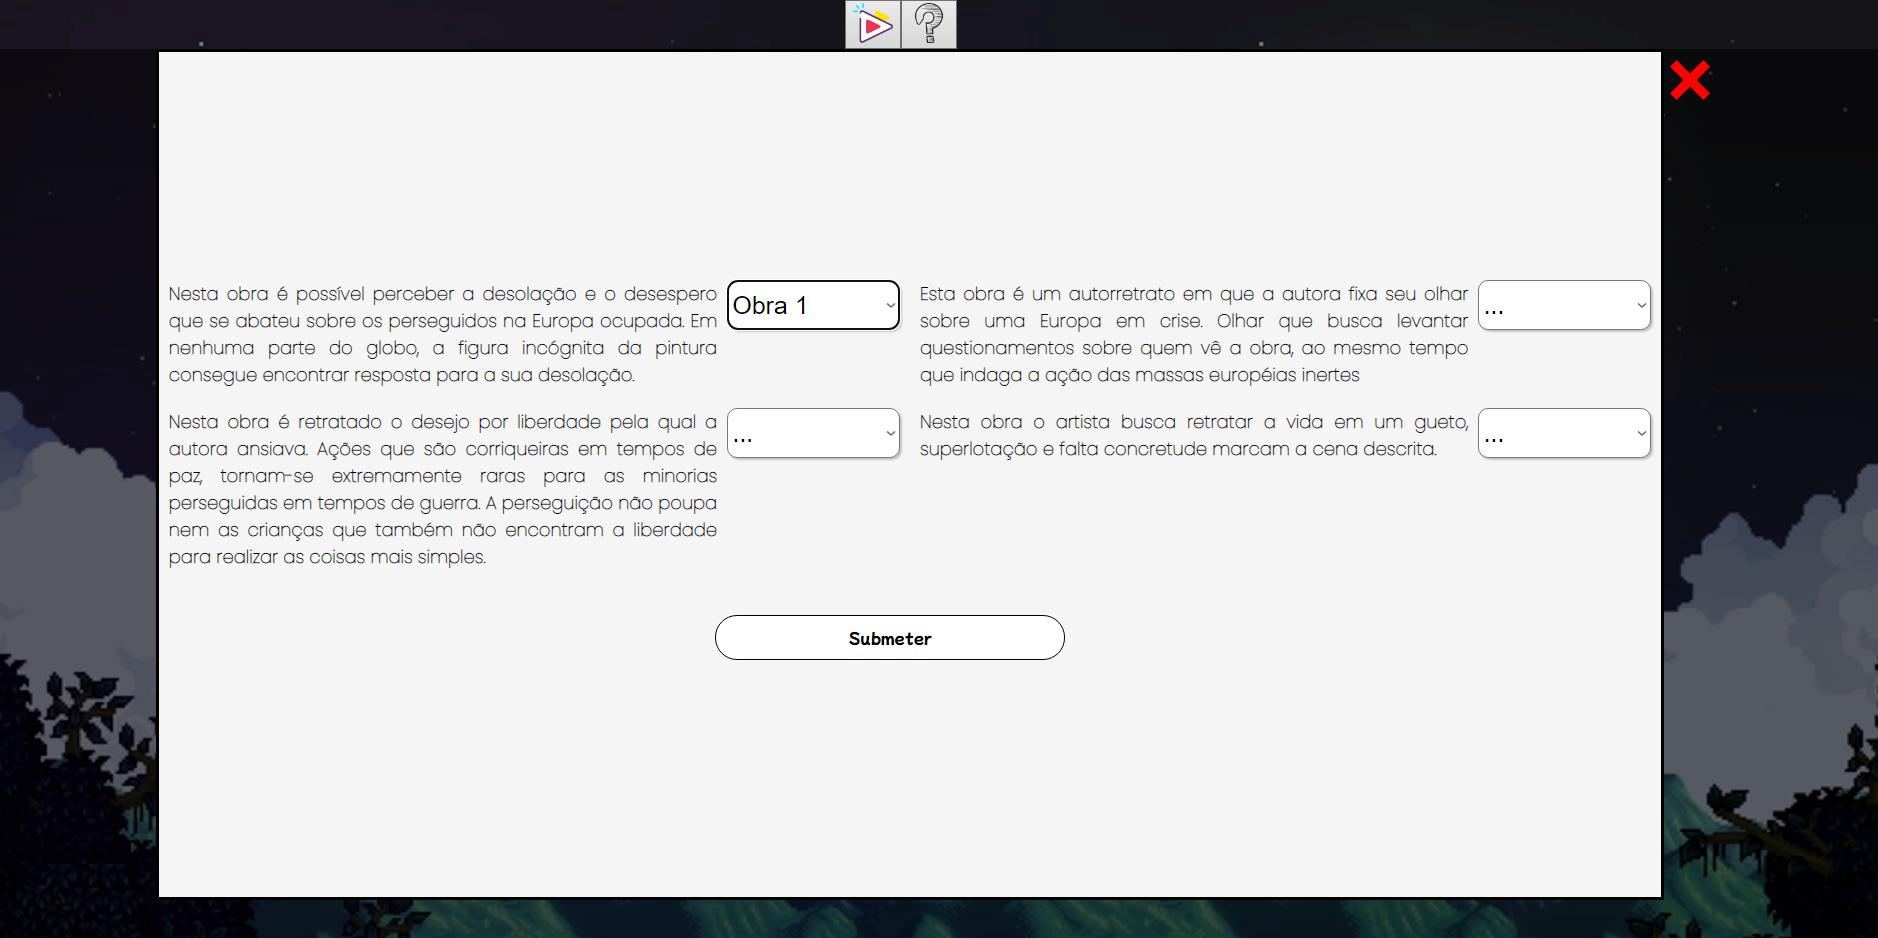 Nesta obra é possível perceber a desolação e o desespero
que se abateu sobre os perseguidos na Europa ocupada. Em
nenhuma parte do globo, a figura incógnita da pintura
consegue encontrar resposta para a sua desolação.
Obra 1
Esta obra é um autorretrato em que a autora fixa seu olhar
sobre uma Europa em crise. Olhar que busca levantar
questionamentos sobre quem vê a obra, ao mesmo tempo
que indaga a ação das massas européias inertes
...
Nesta obra é retratado o desejo por liberdade pela qual a
autora ansiava. Ações que são corriqueiras em tempos de
paz, tornam-se extremamente raras para as minorias
perseguidas em tempos de guerra. A perseguição não poupa
nem as crianças que também não encontram a liberdade
para realizar as coisas mais simples.
...
Nesta obra o artista busca retratar a vida em um gueto,
superlotação e falta concretude marcam a cena descrita.
...
Submeter